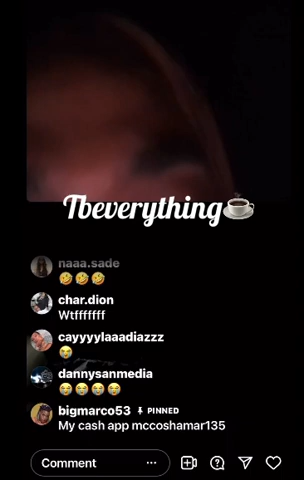 Tbeverything
naaa.sade
🤣🤣🤣
char.dion
Wtfffffff
cayyyylaaadiazzz
😭
dannysanmedia
😭😭😭😭
bigmarco53 PINNED
My cash app mccoshamar135
Comment